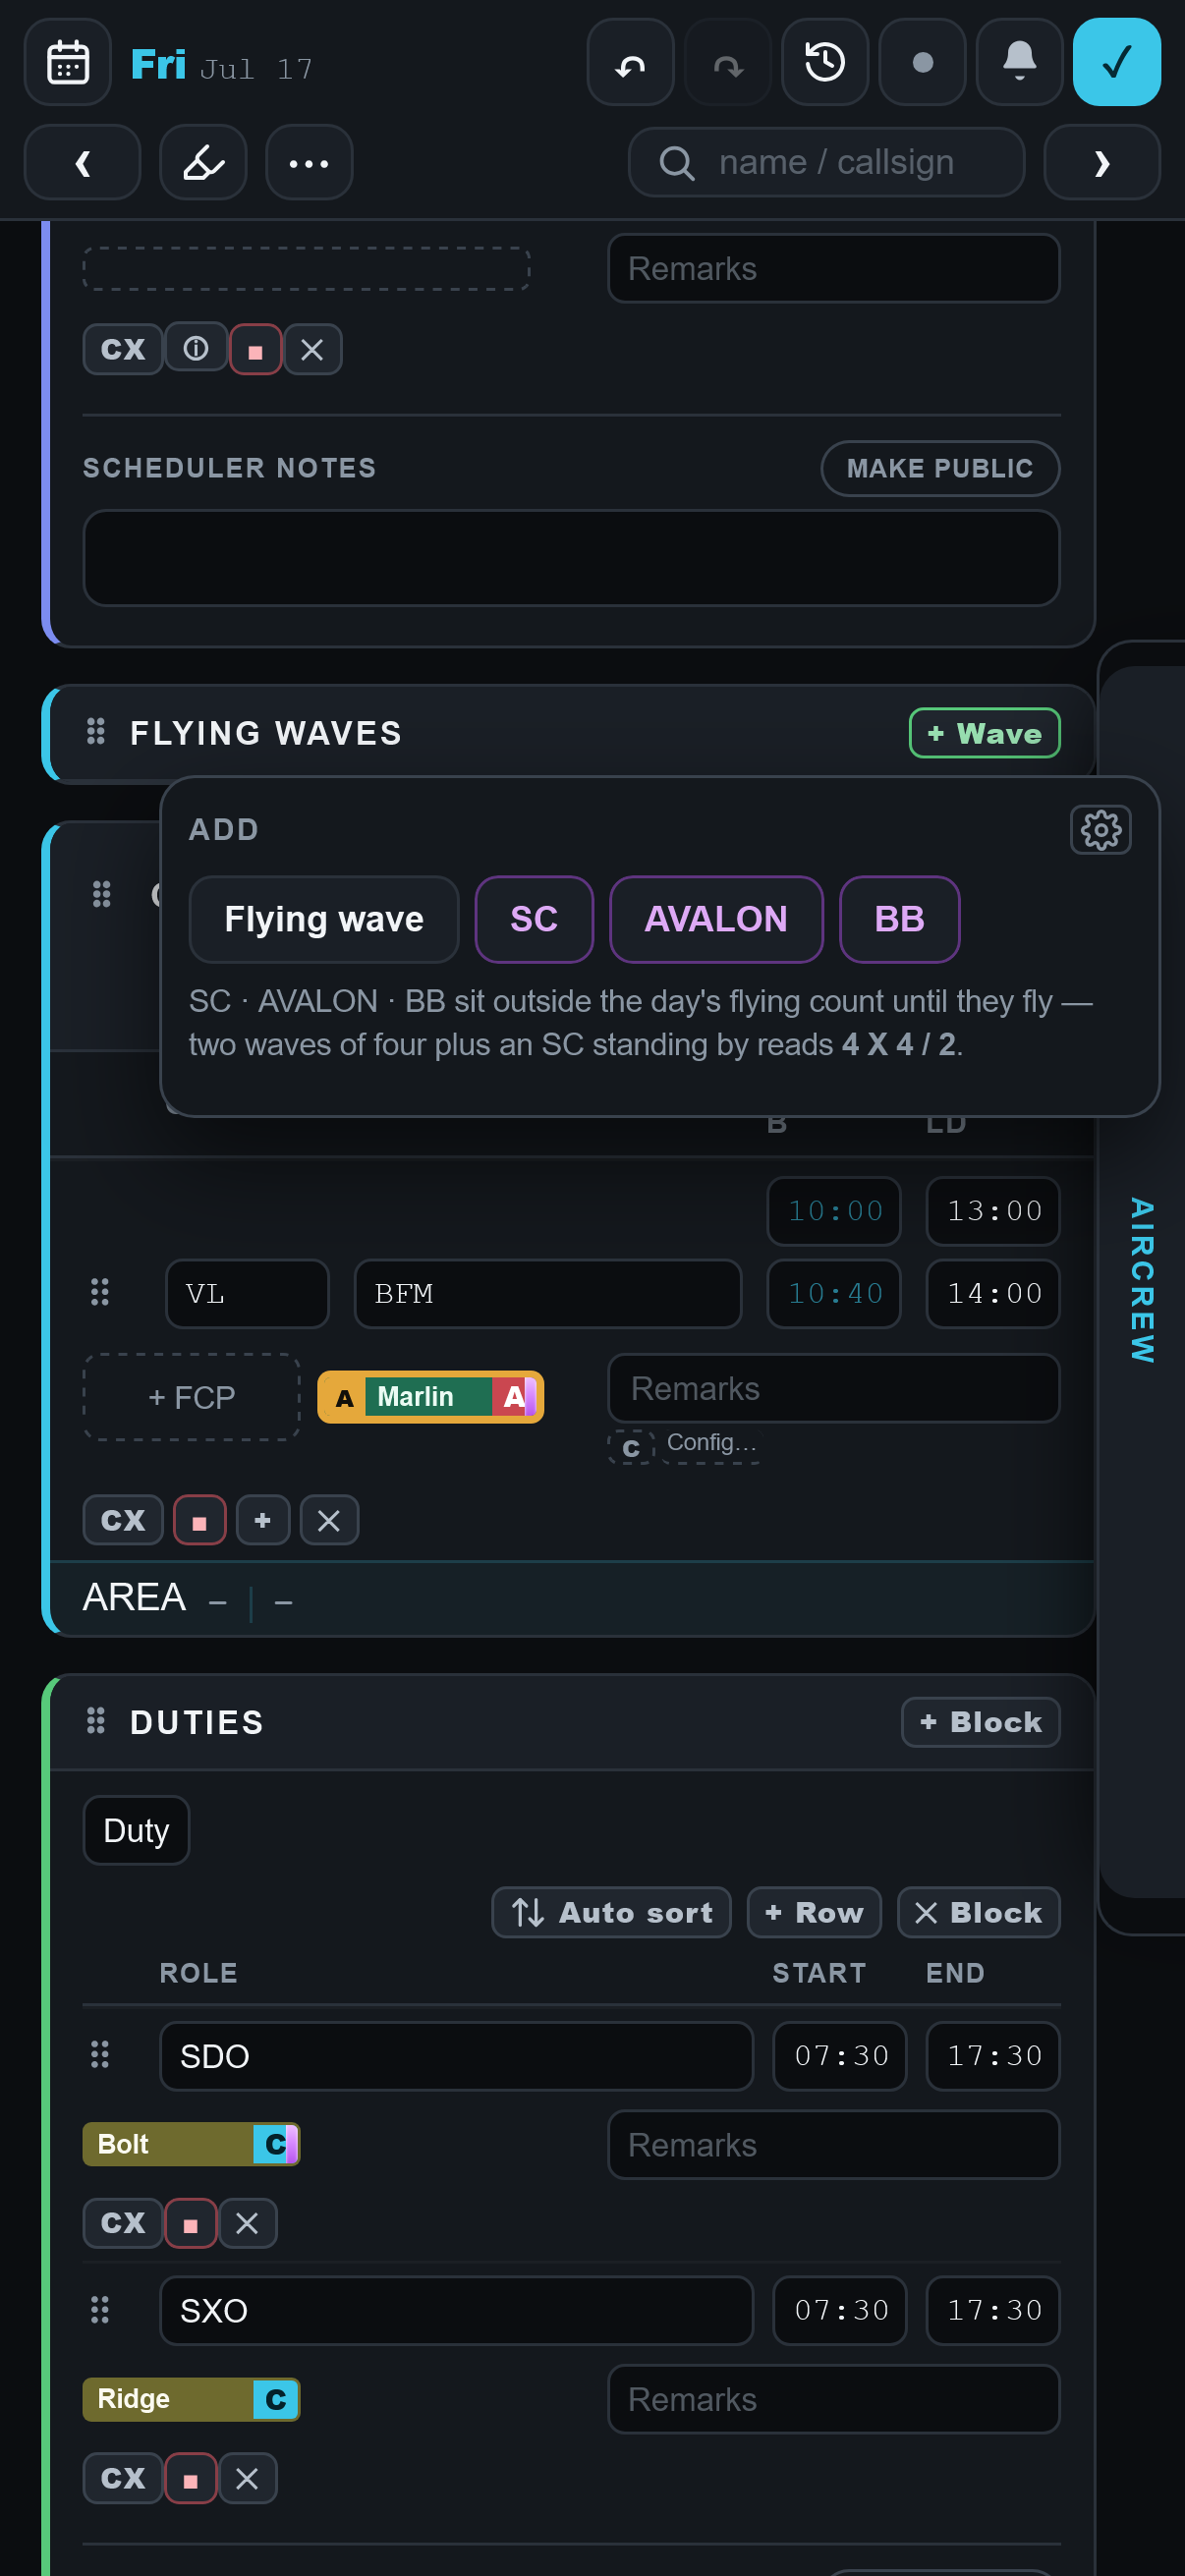 Fri Jul 17
name / callsign
Remarks
CX
SCHEDULER NOTES
MAKE PUBLIC
FLYING WAVES
+ Wave
ADD
Flying wave
SC
AVALON
BB
SC · AVALON · BB sit outside the day's flying count until they fly —
two waves of four plus an SC standing by reads 4 X 4 / 2.
B
LD
10:00
13:00
VL
BFM
10:40
14:00
+ FCP
A Marlin A
Remarks
C Config…
CX
+
AREA – | –
AIRCREW
DUTIES
+ Block
Duty
Auto sort
+ Row
Block
ROLE
START
END
SDO
07:30
17:30
Bolt C
Remarks
CX
SXO
07:30
17:30
Ridge C
Remarks
CX